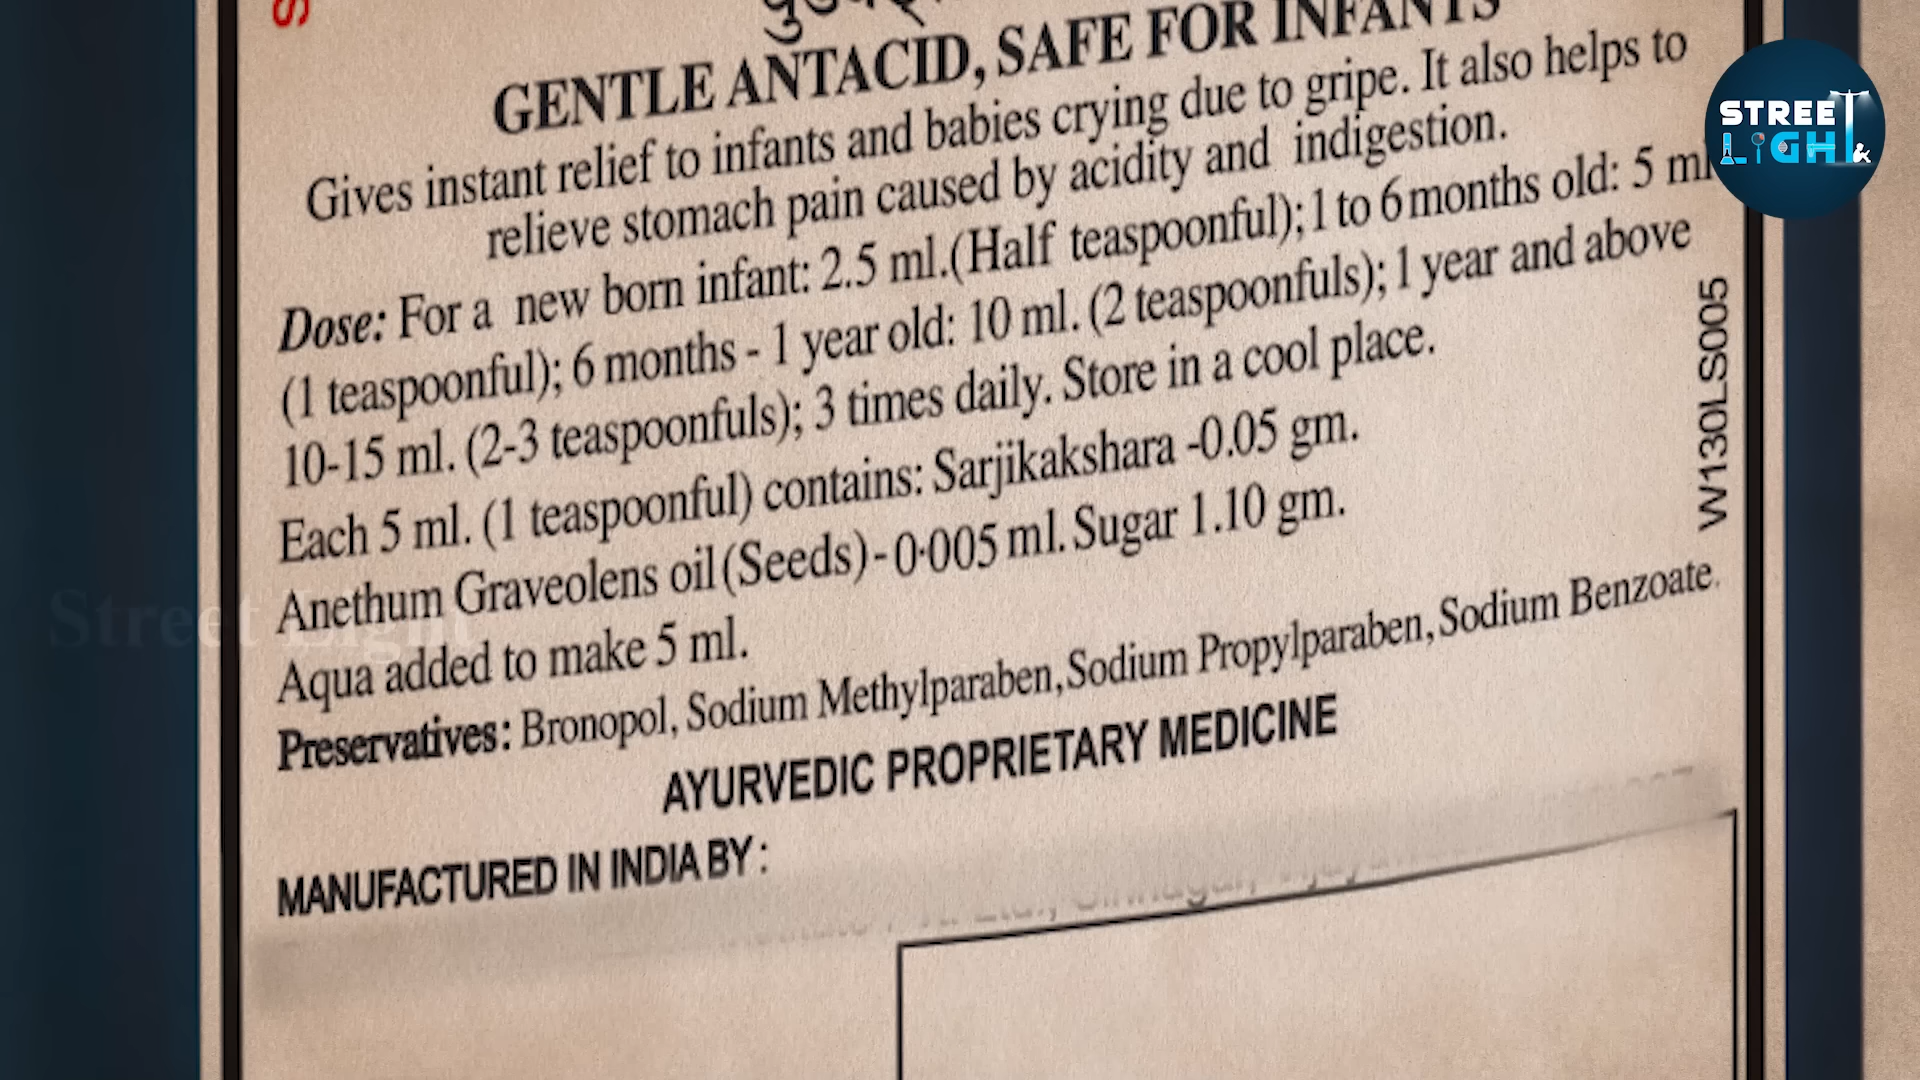 GENTLE ANTACID, SAFE FOR INFANTS
Gives instant relief to infants and babies crying due to gripe. It also helps to
relieve stomach pain caused by acidity and indigestion.
Dose: For a new born infant: 2.5 ml.(Half teaspoonful); 1 to 6 months old: 5 ml
(1 teaspoonful); 6 months - 1 year old: 10 ml. (2 teaspoonfuls); 1 year and above
10-15 ml. (2-3 teaspoonfuls); 3 times daily. Store in a cool place.
Each 5 ml. (1 teaspoonful) contains: Sarjikakshara -0.05 gm.
Anethum Graveolens oil (Seeds) - 0·005 ml. Sugar 1.10 gm.
Aqua added to make 5 ml.
Preservatives: Bronopol, Sodium Methylparaben, Sodium Propylparaben, Sodium Benzoate.
AYURVEDIC PROPRIETARY MEDICINE
MANUFACTURED IN INDIA BY :
W130LS005
STREET
LIGHT
Street Light